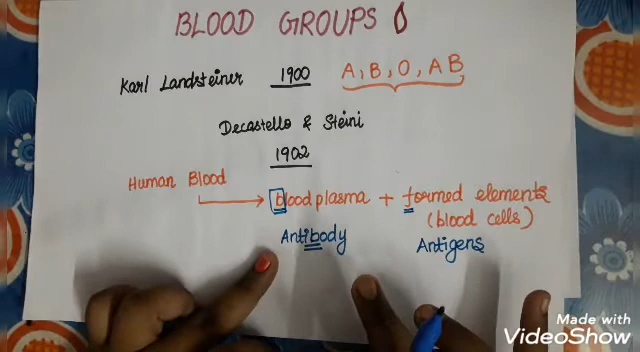 BLOOD GROUPS
Karl Landsteiner 1900 A, B, O, AB
Decastello & Steini
1902
Human Blood
blood plasma + formed elements
(blood cells)
Antibody Antigens
Made with
VideoShow